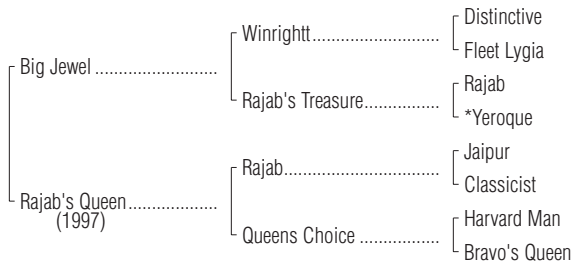 Distinctive
Winrightt...........................
Fleet Lygia
Big Jewel ..........................
Rajab
Rajab's Treasure................
*Yeroque
Jaipur
Rajab.................................
Classicist
Rajab's Queen...................
(1997)
Harvard Man
Queens Choice .................
Bravo's Queen